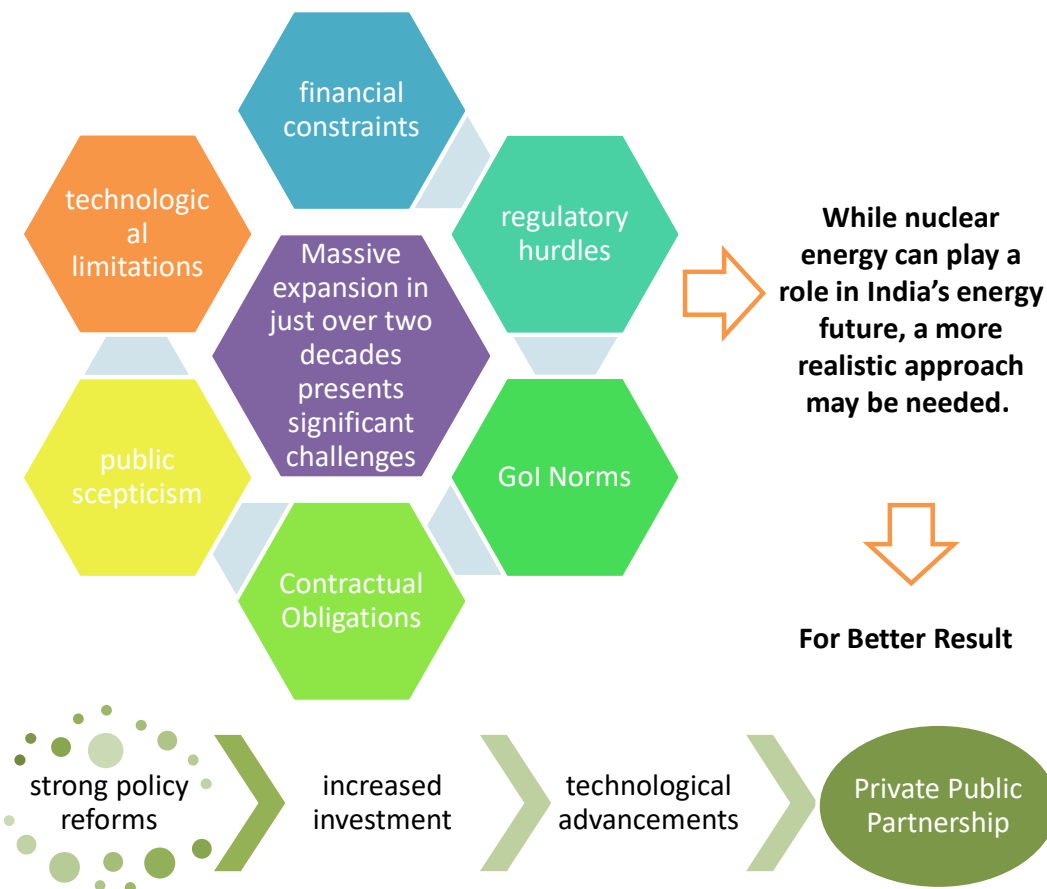 financial
constraints
technologic
al
limitations
regulatory
hurdles
Massive
expansion in
just over two
decades
presents
significant
challenges
public
scepticism
GoI Norms
Contractual
Obligations
While nuclear
energy can play a
role in India’s energy
future, a more
realistic approach
may be needed.
For Better Result
strong policy
reforms
increased
investment
technological
advancements
Private Public
Partnership